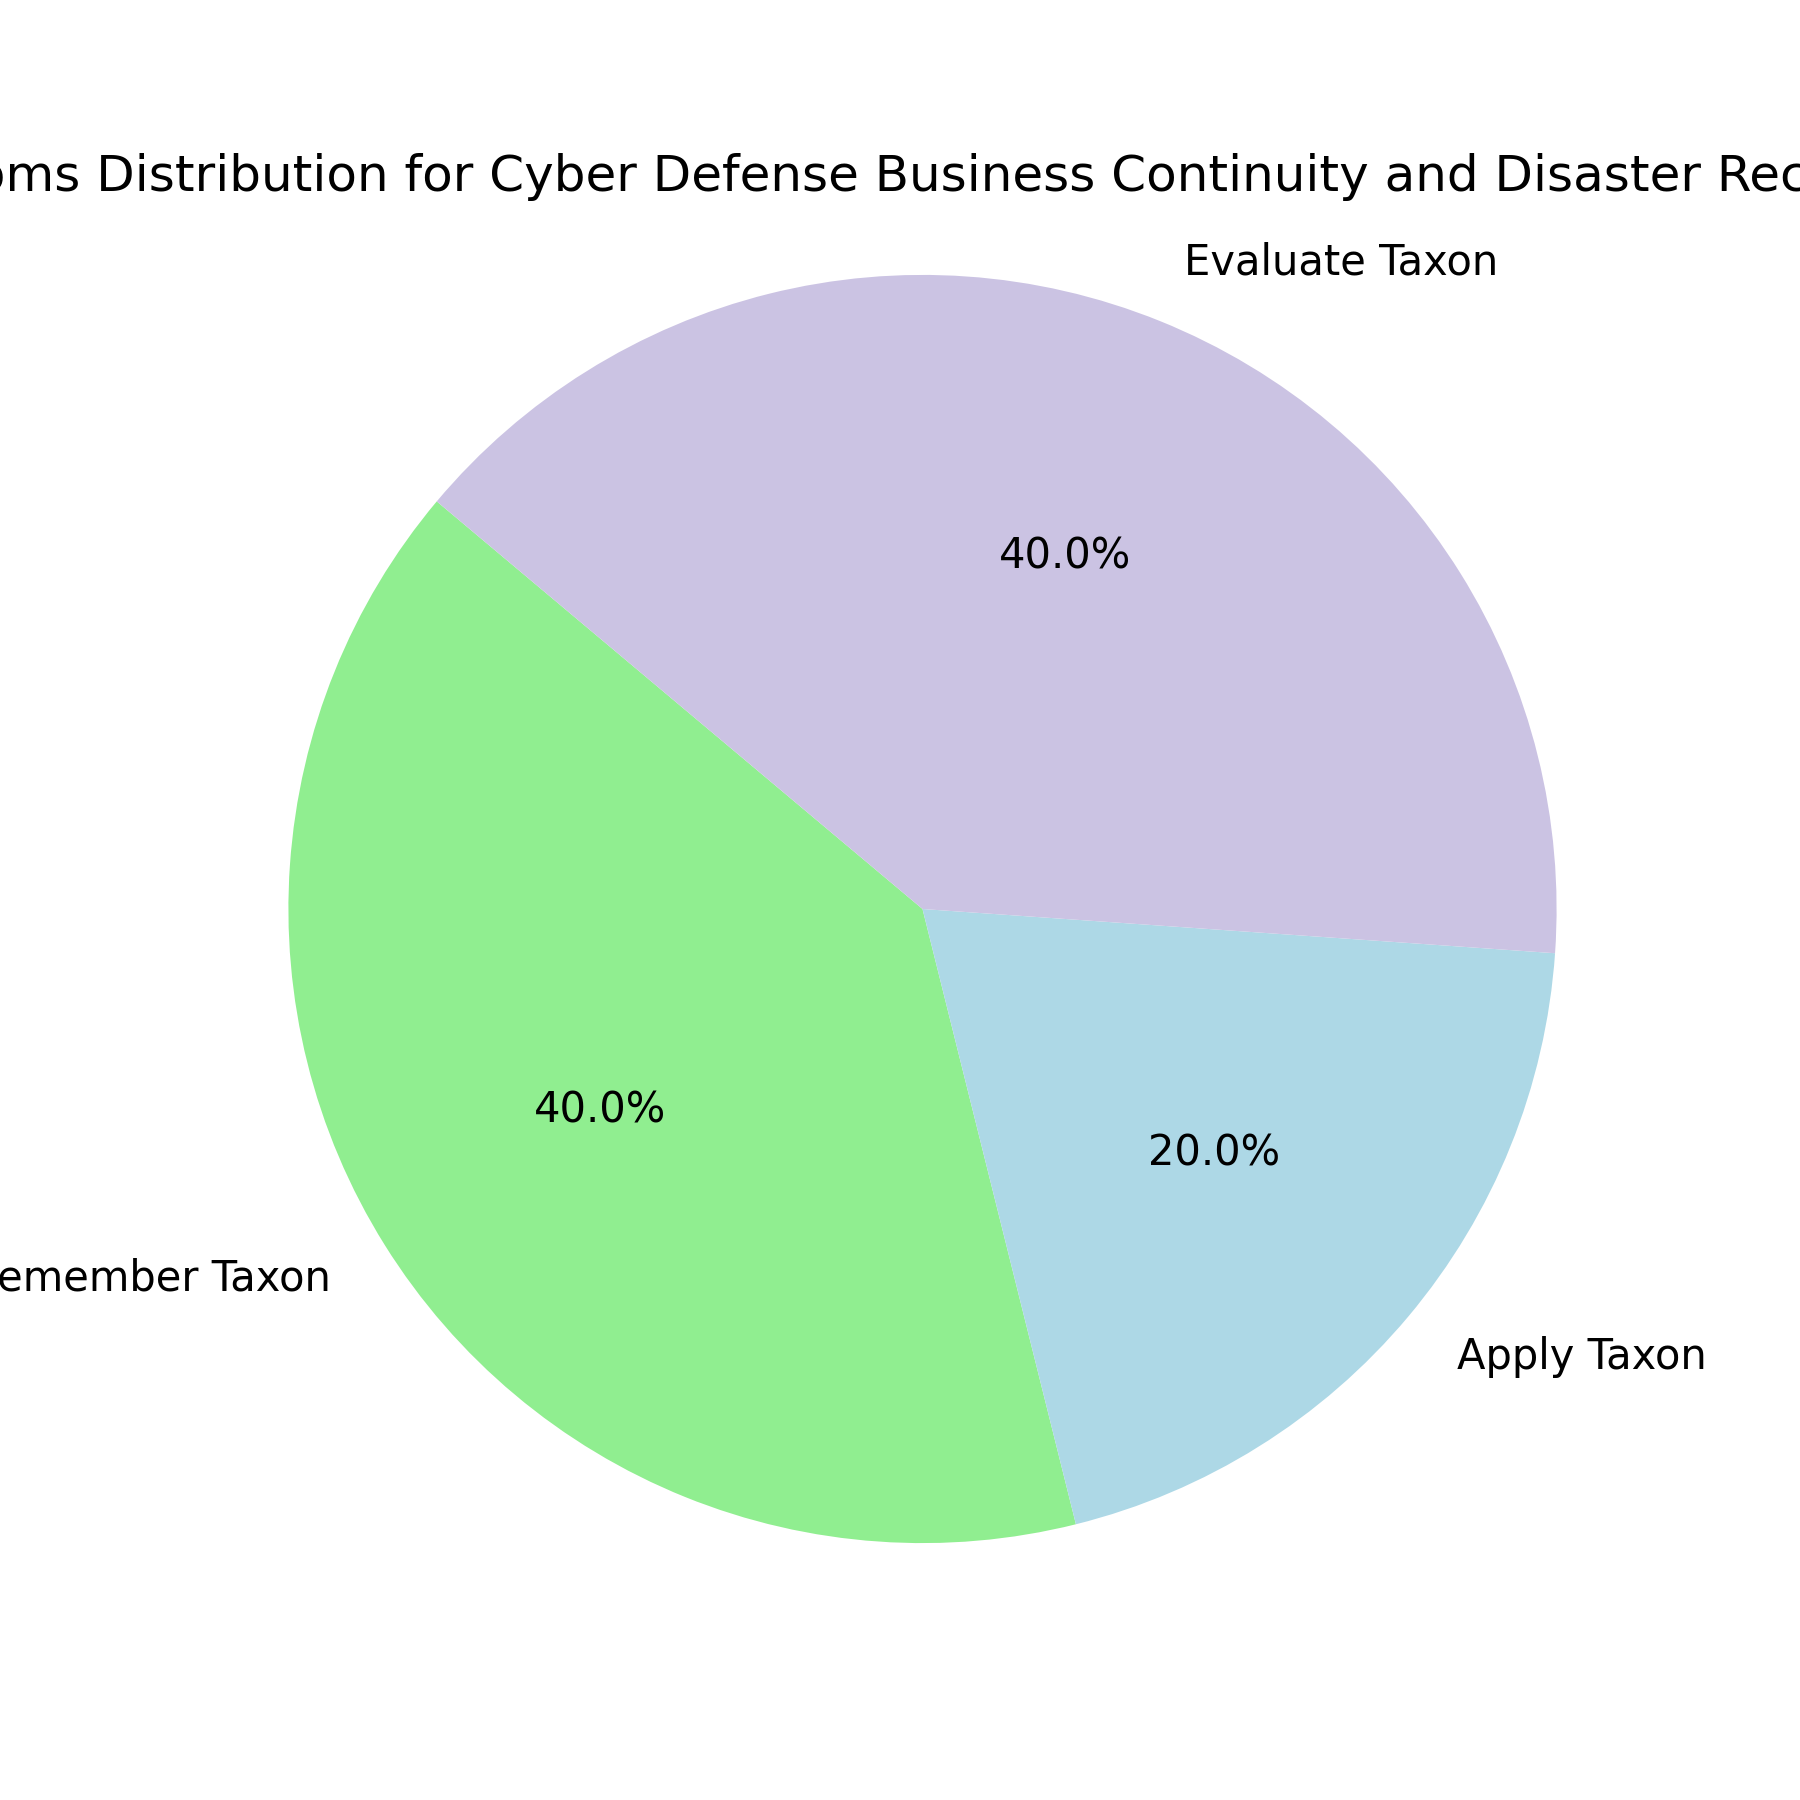 oms Distribution for Cyber Defense Business Continuity and Disaster Rec
Evaluate Taxon
40.0%
40.0%
20.0%
emember Taxon
Apply Taxon